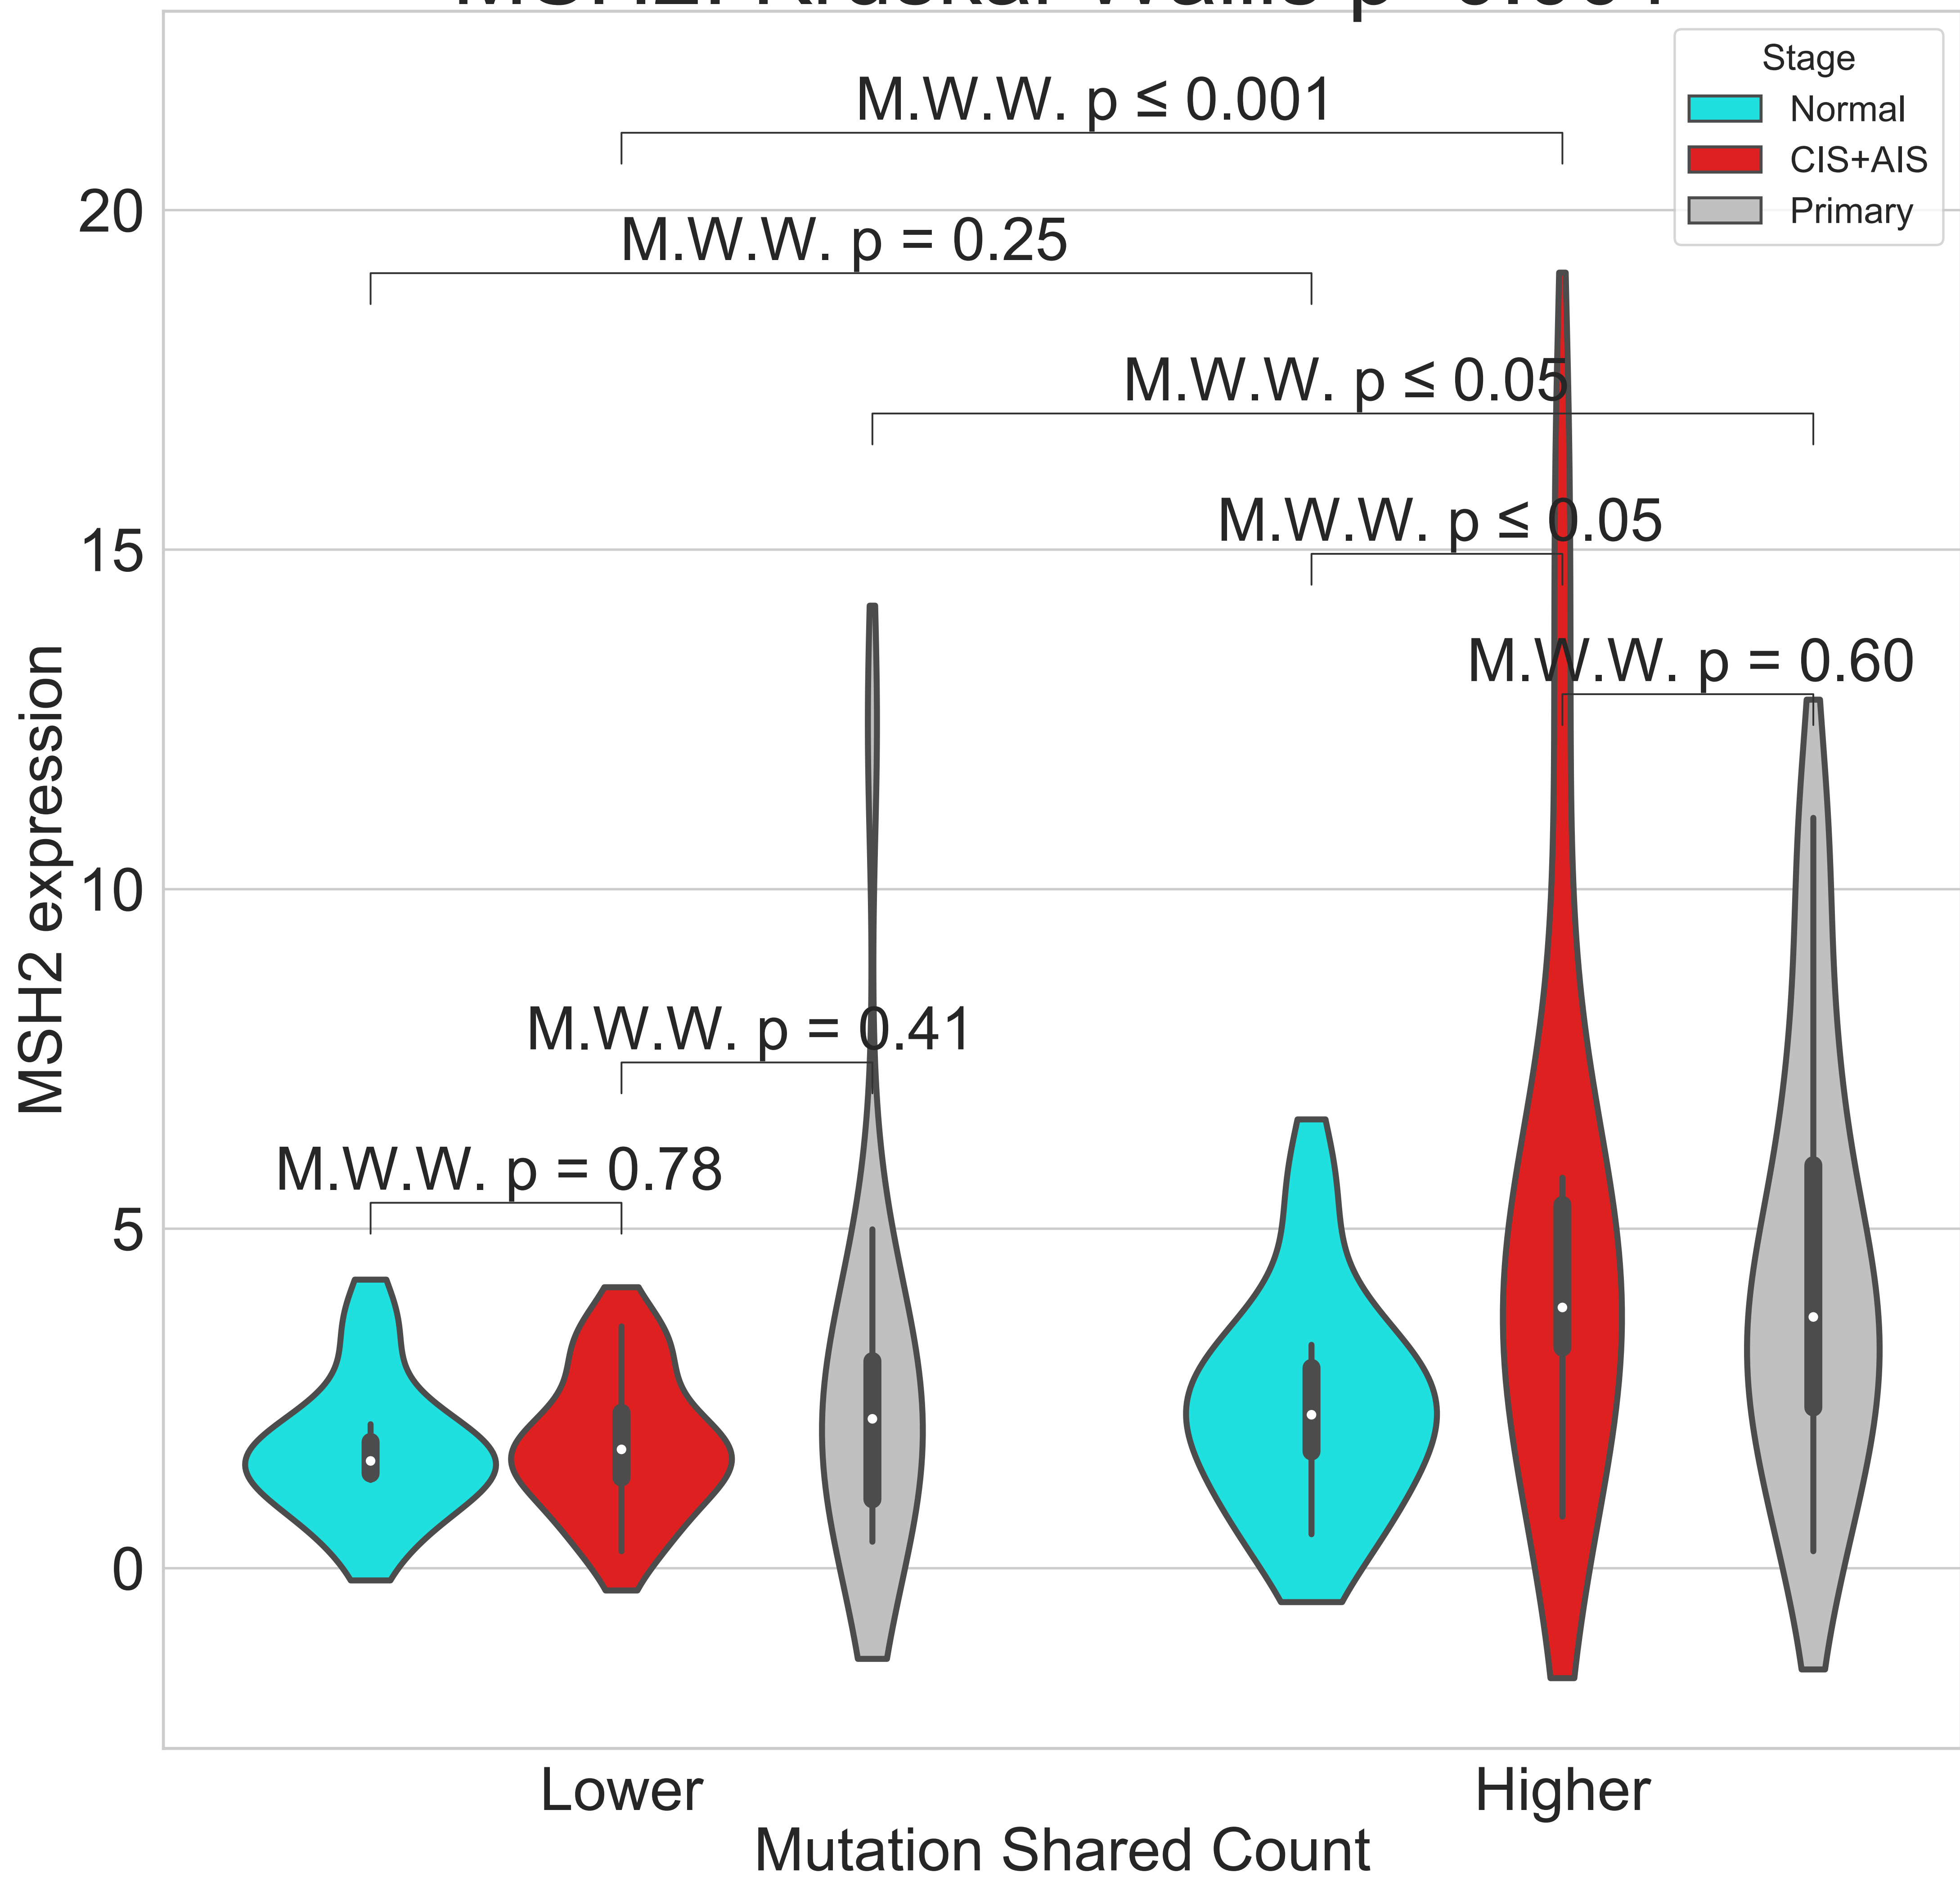 Stage
Normal
CIS+AIS
Primary
M.W.W. p ≤ 0.001
20
M.W.W. p = 0.25
M.W.W. p ≤ 0.05
15
M.W.W. p ≤ 0.05
M.W.W. p = 0.60
10
M.W.W. p = 0.41
M.W.W. p = 0.78
5
0
MSH2 expression
Lower
Higher
Mutation Shared Count